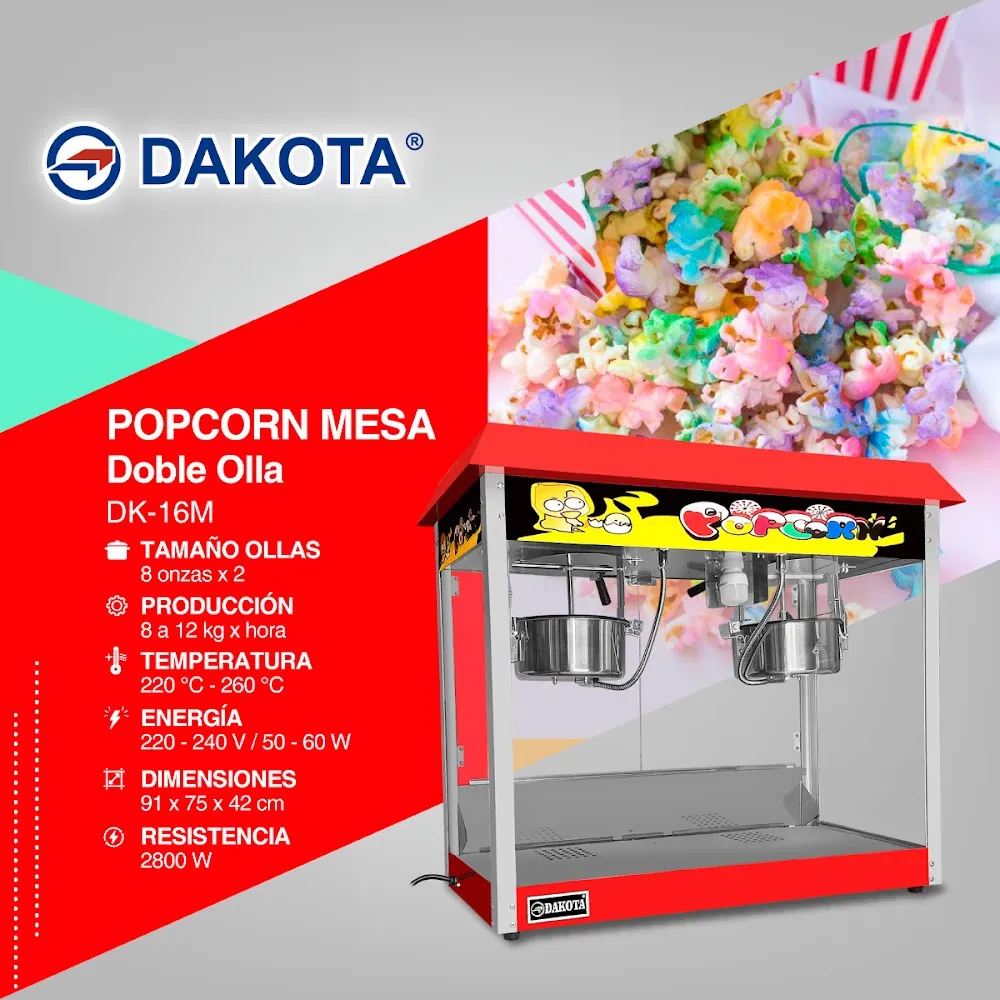 DAKOTA®
POPCORN MESA
Doble Olla
DK-16M
TAMAÑO OLLAS
8 onzas x 2
PRODUCCIÓN
8 a 12 kg x hora
TEMPERATURA
220 °C - 260 °C
ENERGÍA
220 - 240 V / 50 - 60 W
DIMENSIONES
91 x 75 x 42 cm
RESISTENCIA
2800 W
POPCORN
DAKOTA